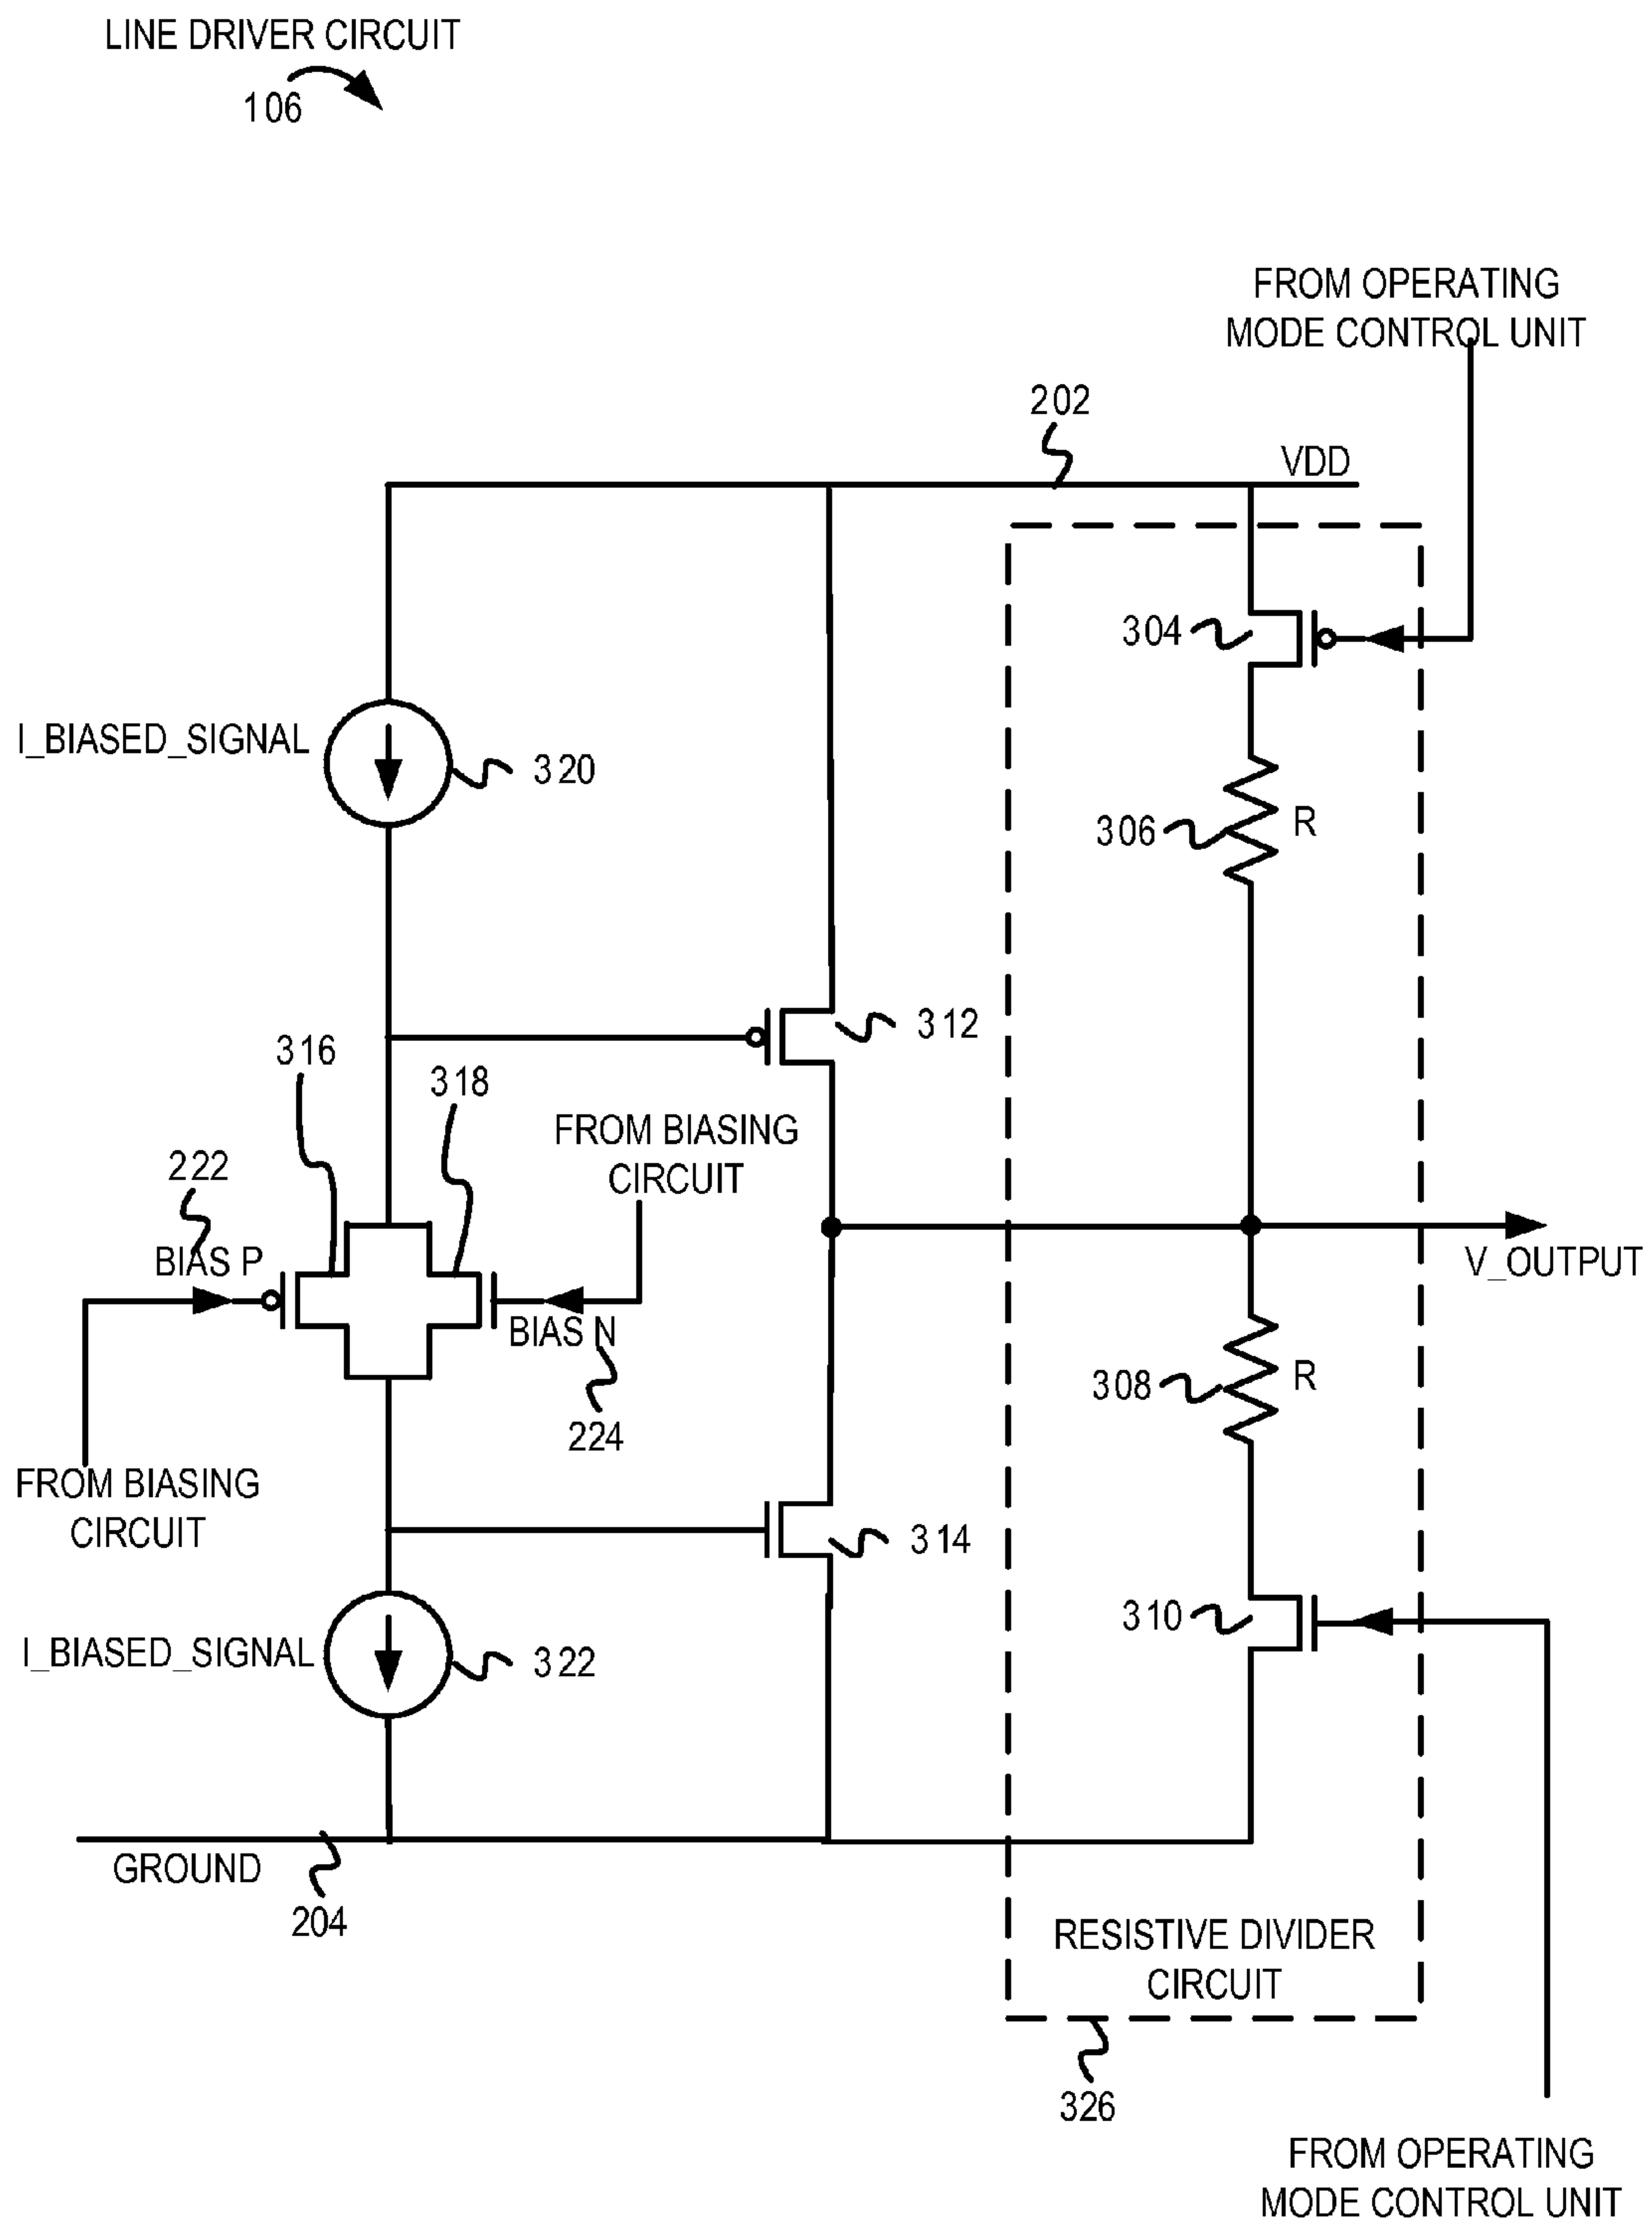 LINE DRIVER CIRCUIT
106
FROM OPERATING
MODE CONTROL UNIT
202
VDD
304
I_BIASED_SIGNAL
320
306
R
312
316
318
FROM BIASING
CIRCUIT
222
BIAS P
V_OUTPUT
BIAS N
308
R
224
FROM BIASING
CIRCUIT
314
310
I_BIASED_SIGNAL
322
GROUND
204
RESISTIVE DIVIDER
CIRCUIT
326
FROM OPERATING
MODE CONTROL UNIT